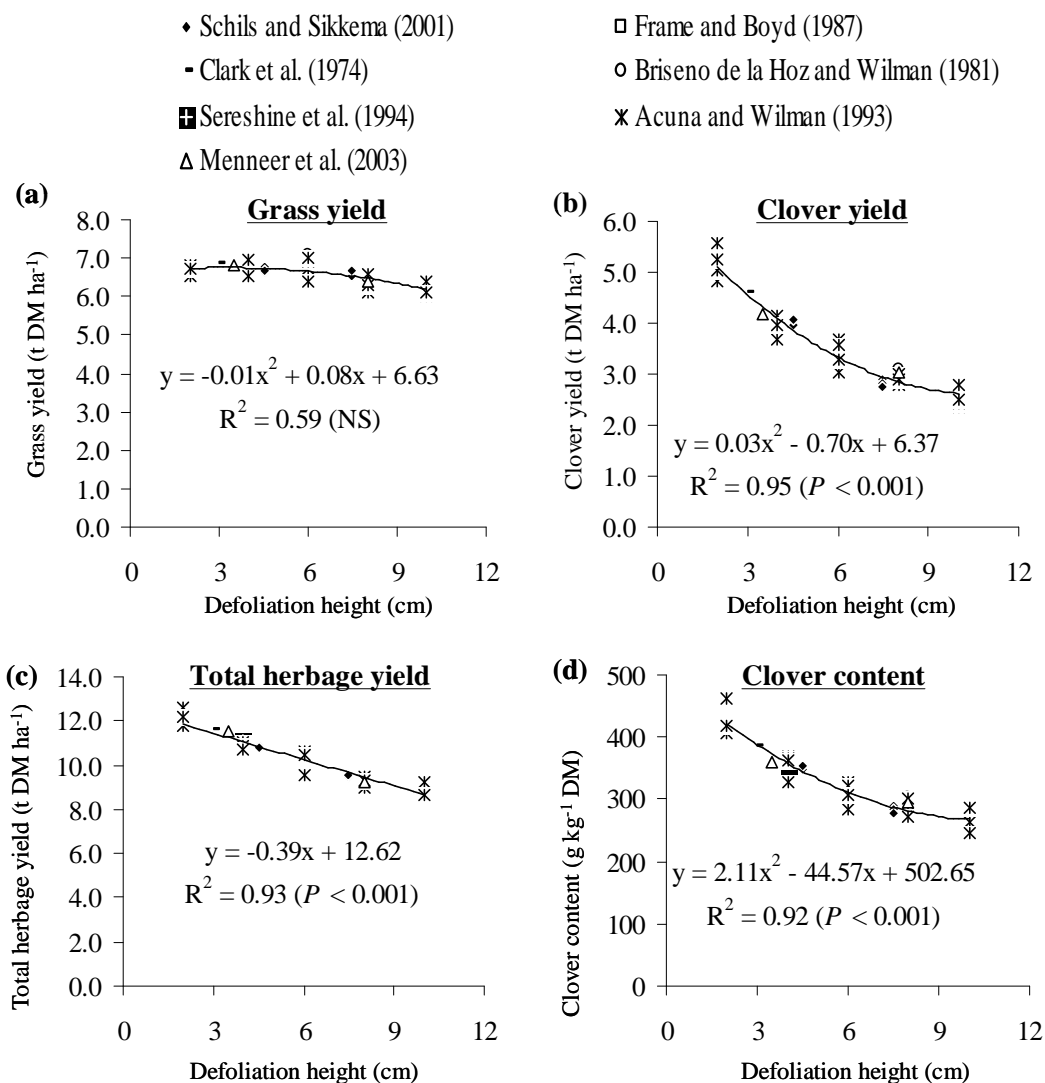 Schils and Sikkema (2001)
Clark et al. (1974)
Sereshine et al. (1994)
Menneer et al. (2003)
Frame and Boyd (1987)
Briseno de la Hoz and Wilman (1981)
Acuna and Wilman (1993)
(a)
Grass yield
Grass yield (t DM ha⁻¹)
8.0
7.0
6.0
5.0
4.0
3.0
2.0
1.0
0.0
y = -0.01x² + 0.08x + 6.63
R² = 0.59 (NS)
0 3 6 9 12
Defoliation height (cm)
(b)
Clover yield
Clover yield (t DM ha⁻¹)
6.0
5.0
4.0
3.0
2.0
1.0
0.0
y = 0.03x² - 0.70x + 6.37
R² = 0.95 (P < 0.001)
0 3 6 9 12
Defoliation height (cm)
(c)
Total herbage yield
Total herbage yield (t DM ha⁻¹)
14.0
12.0
10.0
8.0
6.0
4.0
2.0
0.0
y = -0.39x + 12.62
R² = 0.93 (P < 0.001)
0 3 6 9 12
Defoliation height (cm)
(d)
Clover content
Clover content (g kg⁻¹ DM)
500
400
300
200
100
0
y = 2.11x² - 44.57x + 502.65
R² = 0.92 (P < 0.001)
0 3 6 9 12
Defoliation height (cm)